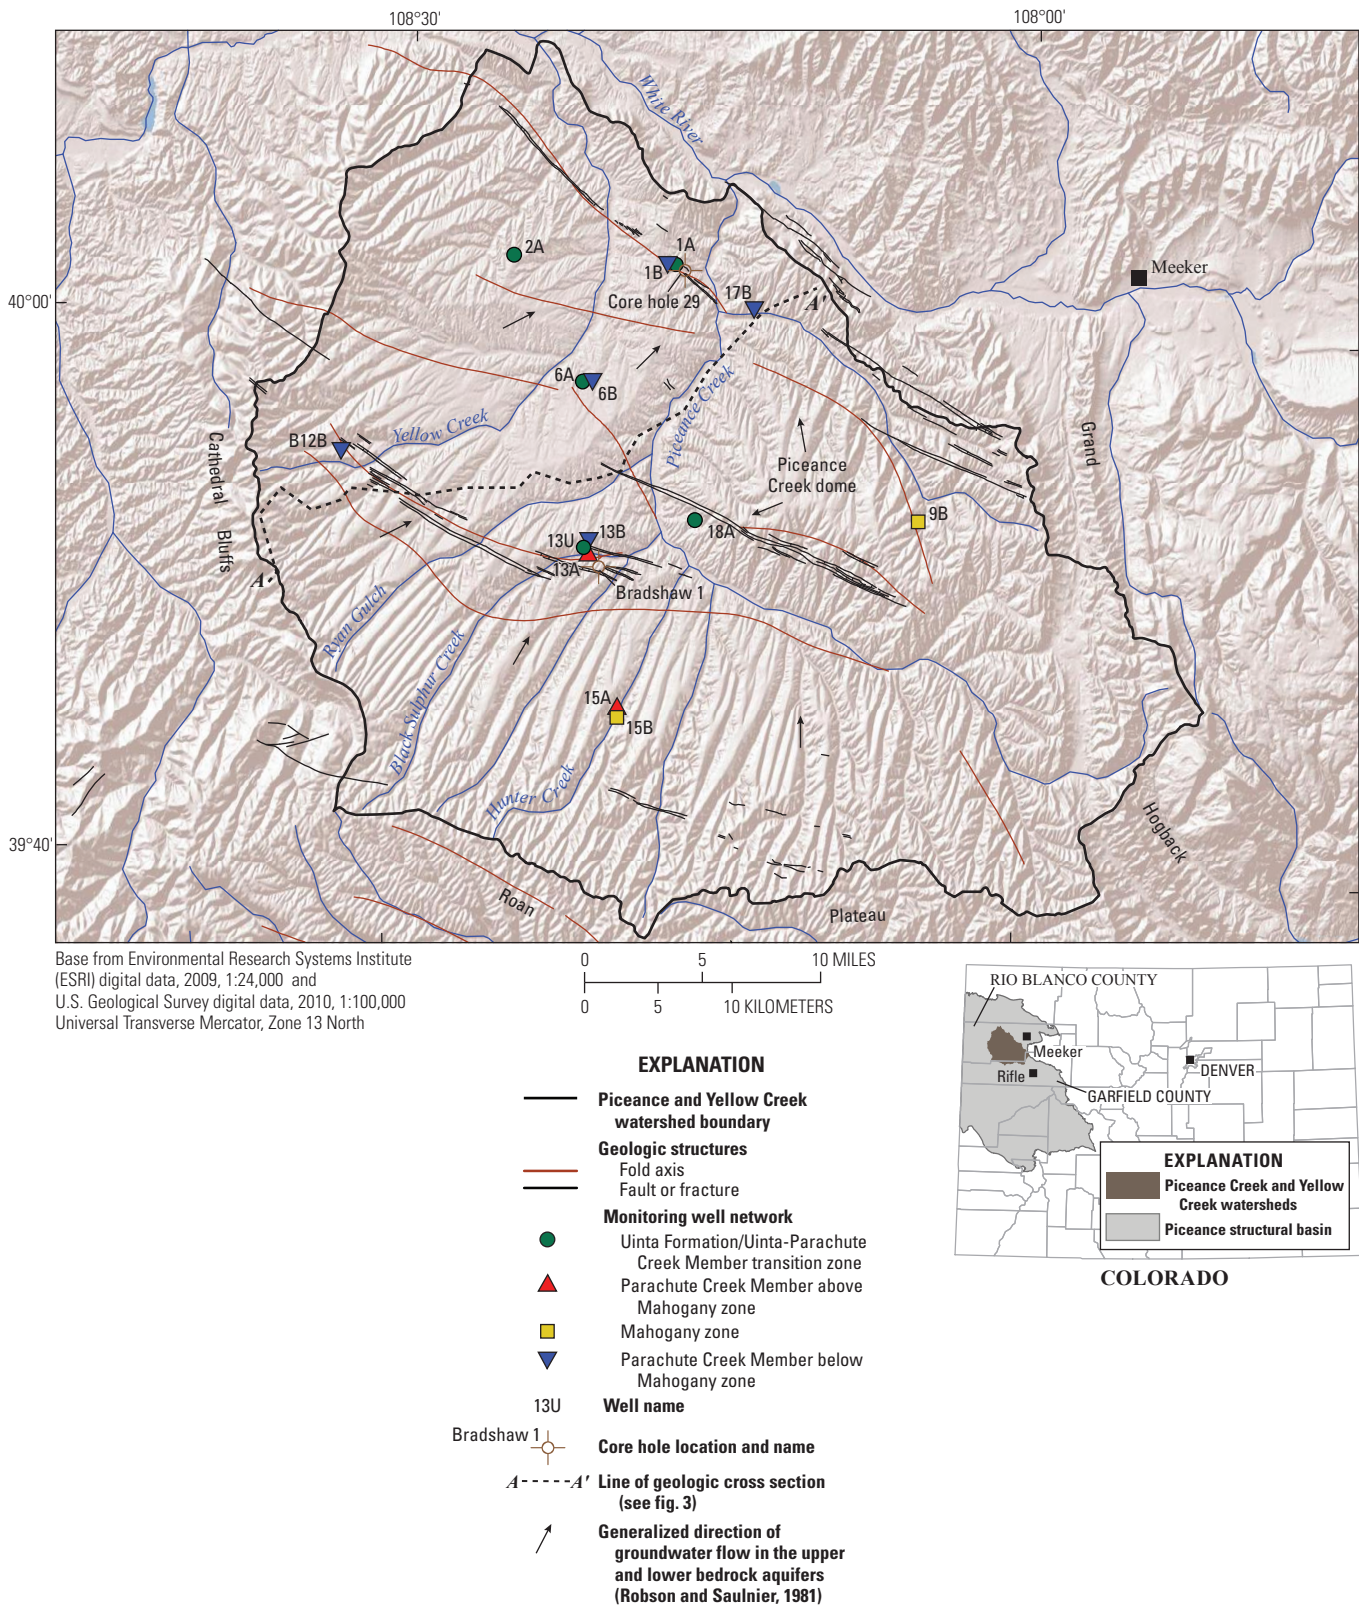 108°30'
108°00'
White River
2A
1A
1B
Core hole 29
17B
A'
Meeker
40°00'
6A
6B
Piceance Creek
Yellow Creek
B12B
Cathedral
Bluffs
Grand
Piceance
Creek dome
9B
18A
13U
13B
13A
Bradshaw 1
A
Ryan Gulch
Black Sulphur Creek
15A
15B
Hunter Creek
39°40'
Hogback
Roan
Plateau
Base from Environmental Research Systems Institute
(ESRI) digital data, 2009, 1:24,000 and
U.S. Geological Survey digital data, 2010, 1:100,000
Universal Transverse Mercator, Zone 13 North
0 5 10 MILES
0 5 10 KILOMETERS
RIO BLANCO COUNTY
Meeker
Rifle
DENVER
GARFIELD COUNTY
EXPLANATION
Piceance Creek and Yellow
Creek watersheds
Piceance structural basin
COLORADO
EXPLANATION
Piceance and Yellow Creek
watershed boundary
Geologic structures
Fold axis
Fault or fracture
Monitoring well network
Uinta Formation/Uinta-Parachute
Creek Member transition zone
Parachute Creek Member above
Mahogany zone
Mahogany zone
Parachute Creek Member below
Mahogany zone
13U Well name
Bradshaw 1 Core hole location and name
A A' Line of geologic cross section
(see fig. 3)
Generalized direction of
groundwater flow in the upper
and lower bedrock aquifers
(Robson and Saulnier, 1981)